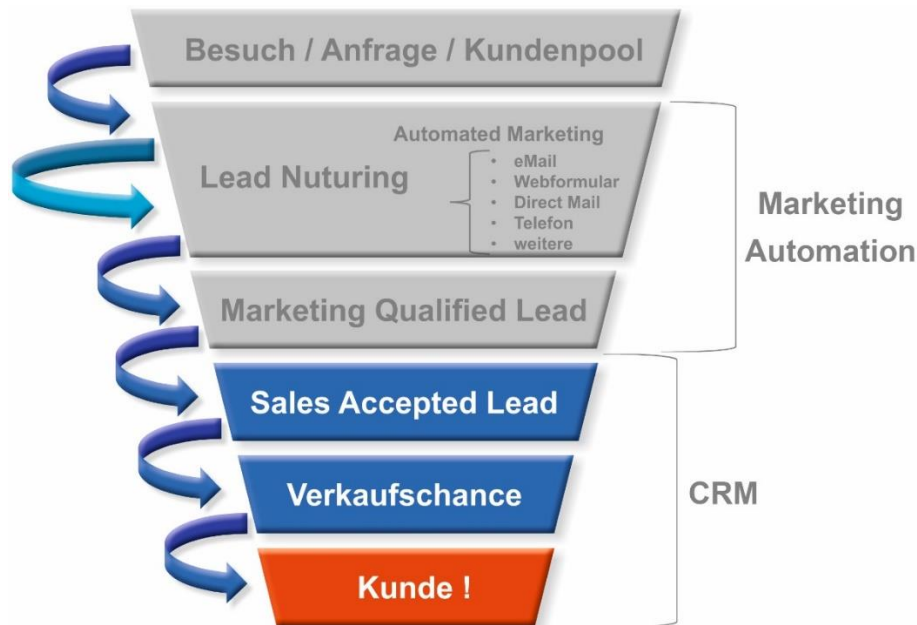 Besuch / Anfrage / Kundenpool
Automated Marketing
Lead Nuturing
• eMail
• Webformular
• Direct Mail
• Telefon
• weitere
Marketing
Automation
Marketing Qualified Lead
Sales Accepted Lead
Verkaufschance
CRM
Kunde !